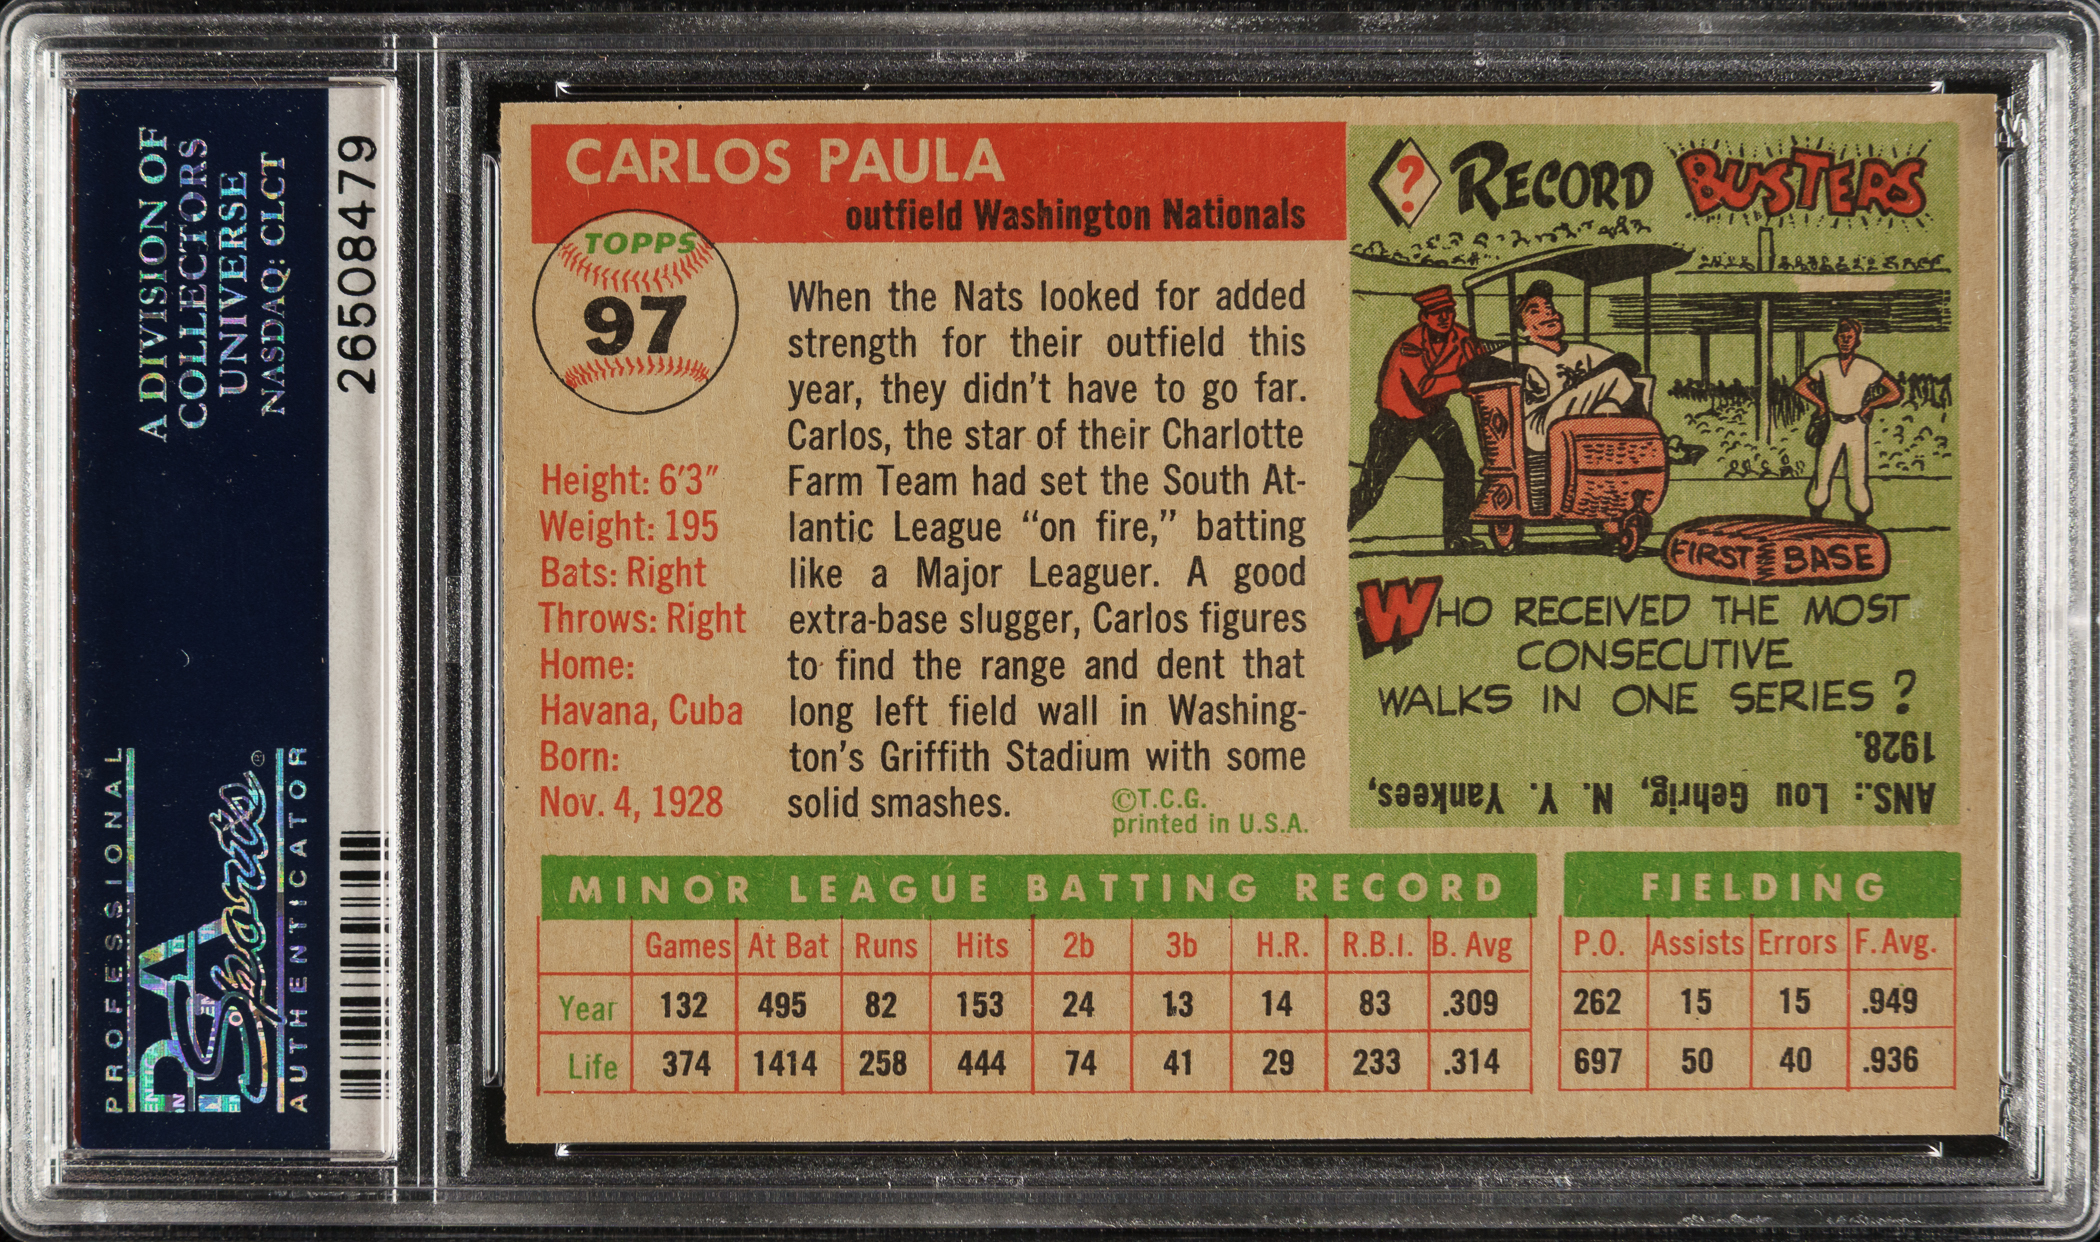 A DIVISION OF
COLLECTORS
UNIVERSE
NASDAQ: CLCT
26508479
PROFESSIONAL
PSA
Sports®
AUTHENTICATOR
CARLOS PAULA
outfield Washington Nationals
TOPPS
97
Height: 6'3"
Weight: 195
Bats: Right
Throws: Right
Home:
Havana, Cuba
Born:
Nov. 4, 1928
When the Nats looked for added
strength for their outfield this
year, they didn't have to go far.
Carlos, the star of their Charlotte
Farm Team had set the South At-
lantic League “on fire,” batting
like a Major Leaguer. A good
extra-base slugger, Carlos figures
to find the range and dent that
long left field wall in Washing-
ton's Griffith Stadium with some
solid smashes.
©T.C.G.
printed in U.S.A.
? RECORD BUSTERS
FIRST BASE
WHO RECEIVED THE MOST
CONSECUTIVE
WALKS IN ONE SERIES?
ANS.: Lou Gehrig, N. Y. Yankees,
1928.
MINOR LEAGUE BATTING RECORD
Games At Bat Runs Hits 2b 3b H.R. R.B.I. B. Avg
Year 132 495 82 153 24 13 14 83 .309
Life 374 1414 258 444 74 41 29 233 .314
FIELDING
P.O. Assists Errors F. Avg.
262 15 15 .949
697 50 40 .936